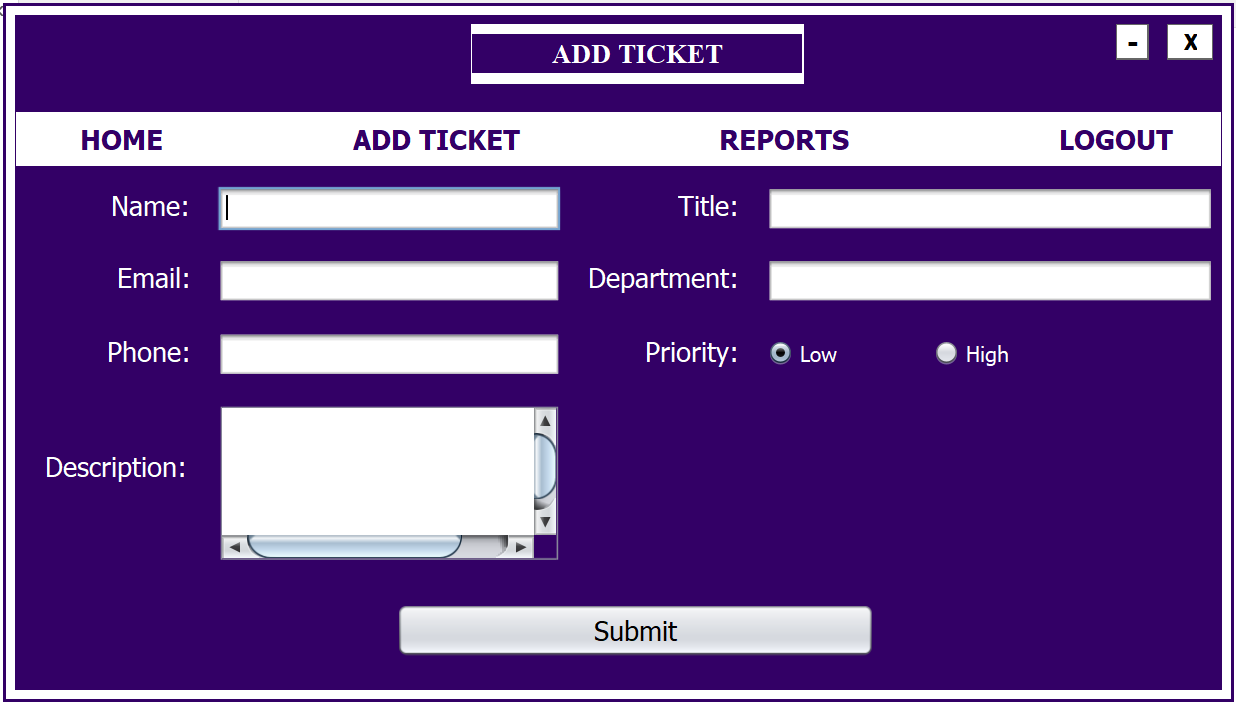 ADD TICKET
-
X
HOME
ADD TICKET
REPORTS
LOGOUT
Name:
Title:
Email:
Department:
Phone:
Priority:
Low
High
Description:
Submit